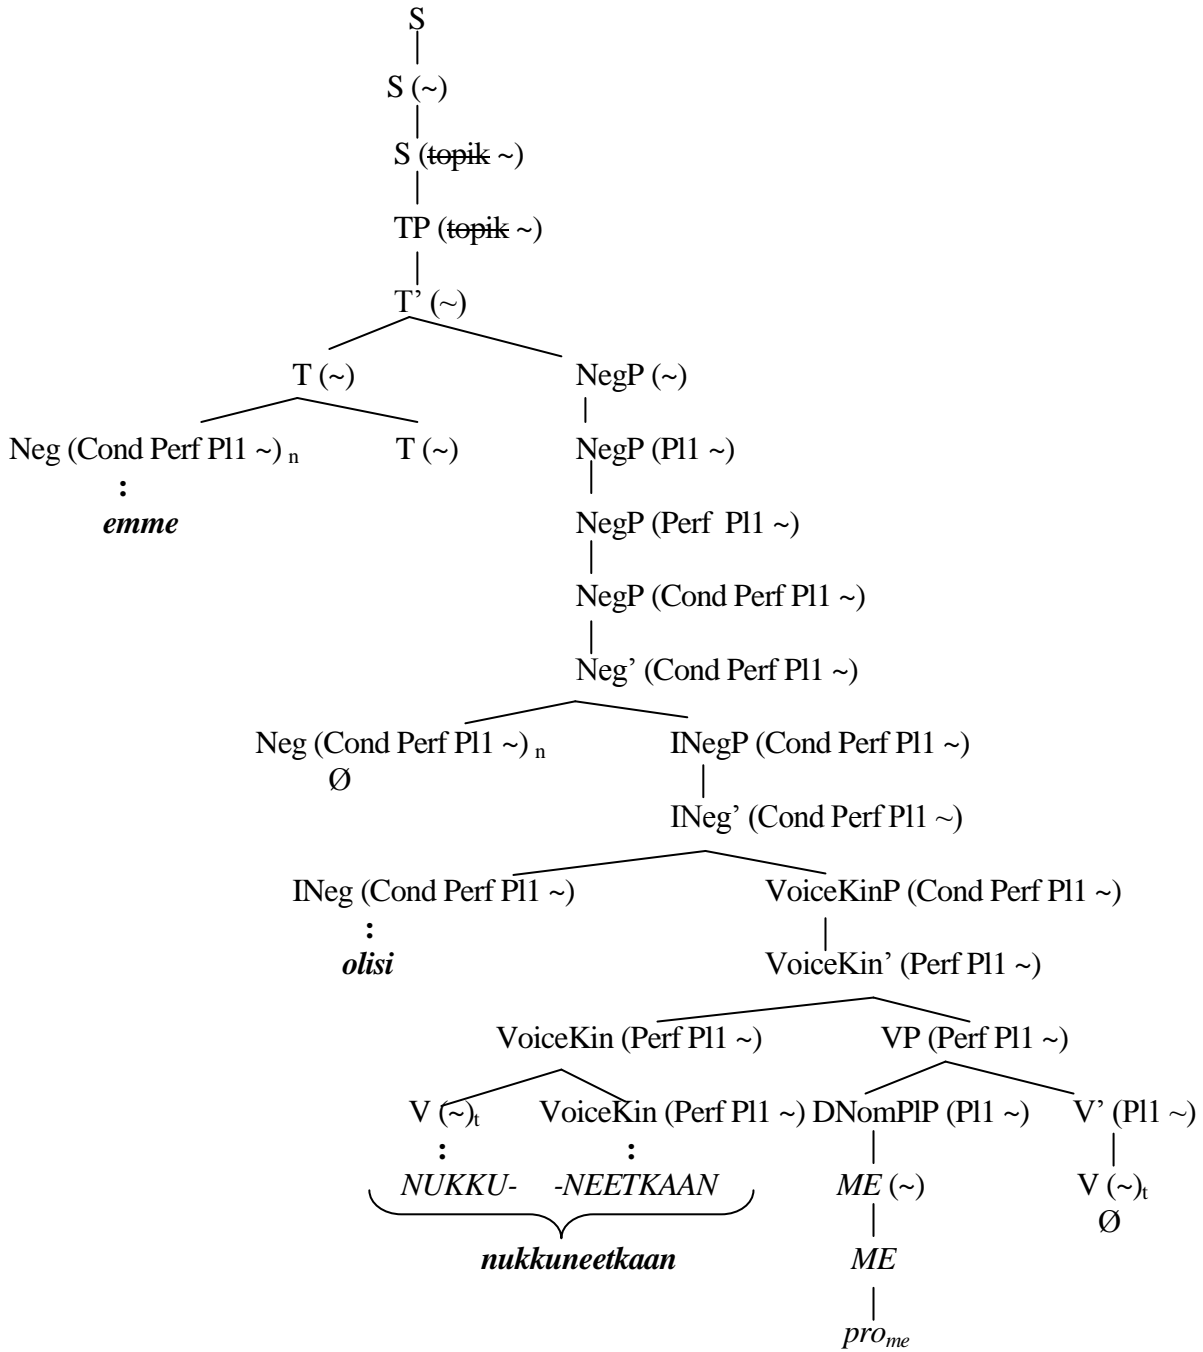 S
S (~)
S (topik ~)
TP (topik ~)
T’ (~)
T (~) NegP (~)
Neg (Cond Perf Pl1 ~) n T (~) NegP (Pl1 ~)
:
emme NegP (Perf Pl1 ~)
NegP (Cond Perf Pl1 ~)
Neg’ (Cond Perf Pl1 ~)
Neg (Cond Perf Pl1 ~) n INegP (Cond Perf Pl1 ~)
Ø
INeg’ (Cond Perf Pl1 ~)
INeg (Cond Perf Pl1 ~) VoiceKinP (Cond Perf Pl1 ~)
:
olisi VoiceKin’ (Perf Pl1 ~)
VoiceKin (Perf Pl1 ~) VP (Perf Pl1 ~)
V (~)t VoiceKin (Perf Pl1 ~) DNomPlP (Pl1 ~) V’ (Pl1 ~)
: :
NUKKU- -NEETKAAN ME (~) V (~)t
Ø
nukkuneetkaan ME
pro me